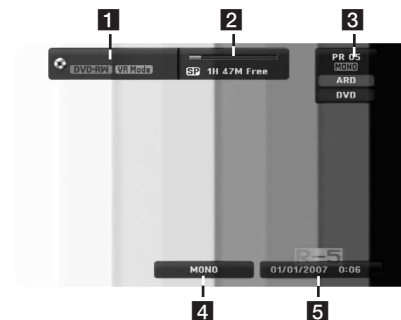 1 2 3
DVD-RW VR Mode
SP 1H 47M Free
PR 05
MONO
ARD
DVD
R-5
MONO
01/01/2007 0:06
4 5